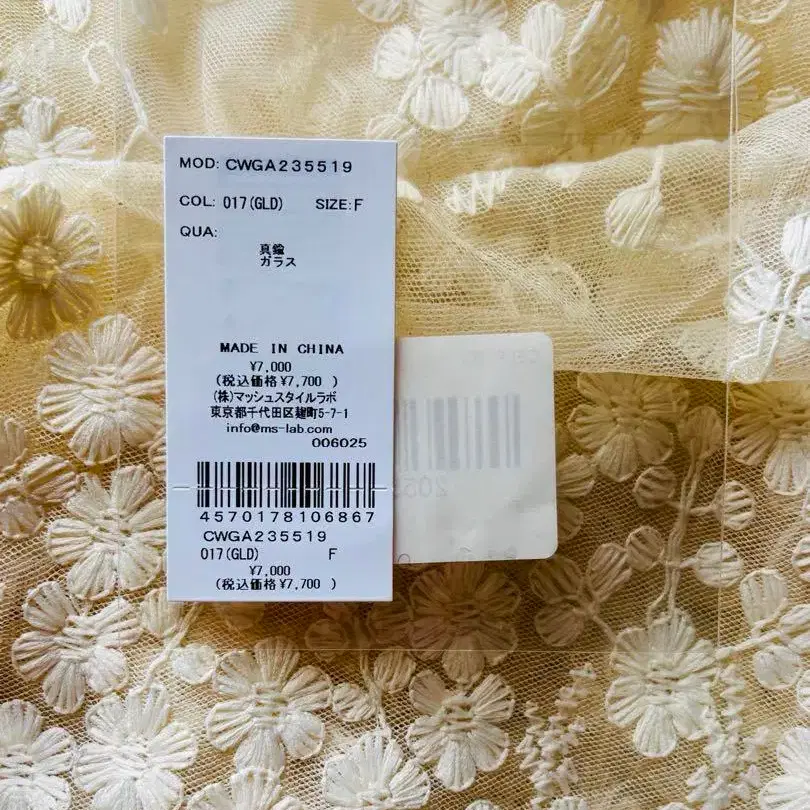 MOD: CWGA235519
COL: 017(GLD) SIZE:F
QUA:
真鍮
ガラス
MADE IN CHINA
¥7,000
(税込価格¥7,700 )
(株)マッシュスタイルラボ
東京都千代田区麹町5-7-1
info@ms-lab.com
006025
4570178106867
CWGA235519
017(GLD) F
¥7,000
(税込価格¥7,700 )